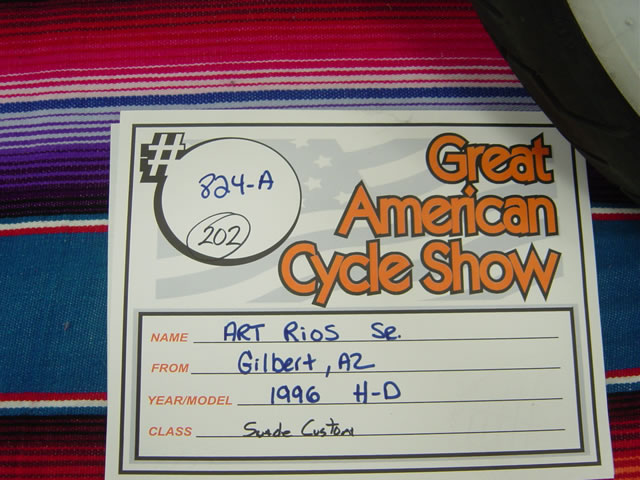 #
824-A
202
Great
American
Cycle Show
NAME ART RIOS SR.
FROM Gilbert, AZ
YEAR/MODEL 1996 H-D
CLASS Suede Custom